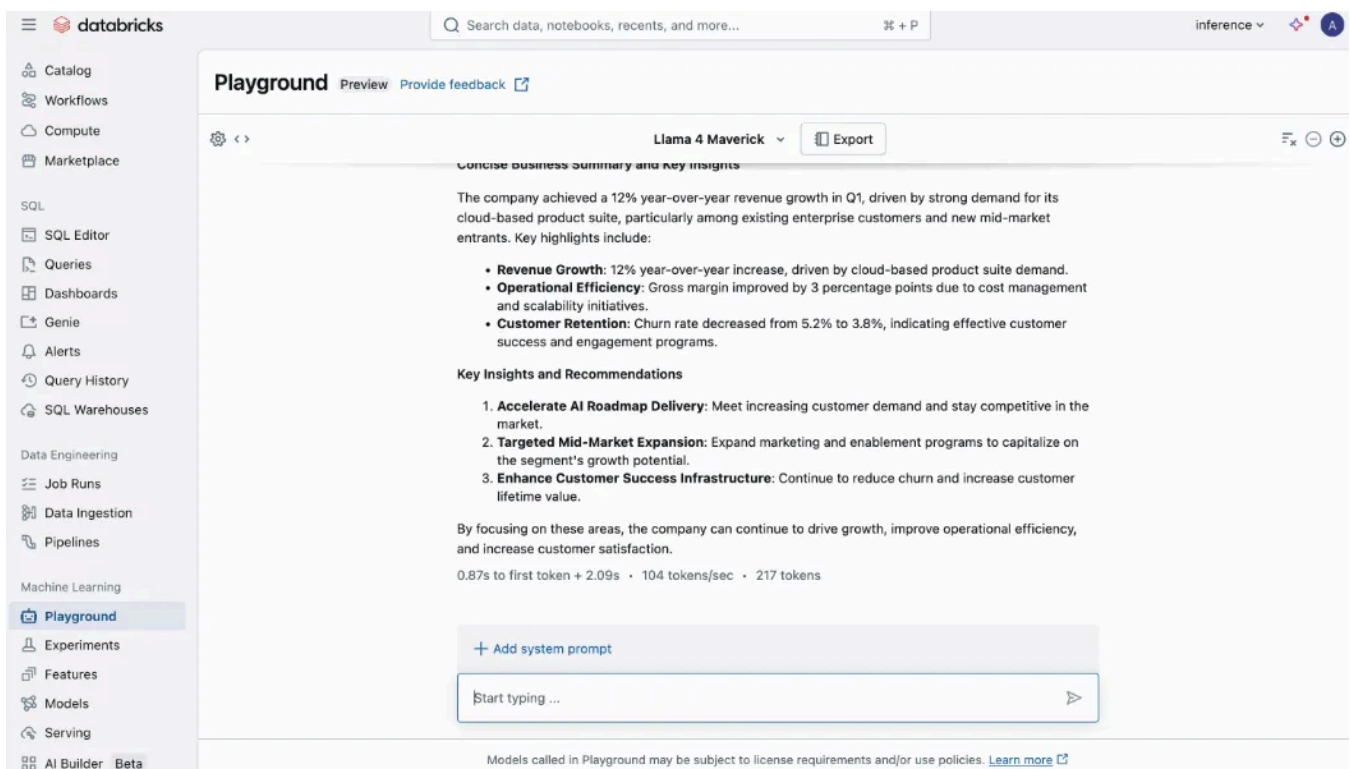 databricks
Search data, notebooks, recents, and more...
⌘ + P
inference
A
Catalog
Workflows
Compute
Marketplace
SQL
SQL Editor
Queries
Dashboards
Genie
Alerts
Query History
SQL Warehouses
Data Engineering
Job Runs
Data Ingestion
Pipelines
Machine Learning
Playground
Experiments
Features
Models
Serving
AI Builder Beta
Playground Preview Provide feedback
Llama 4 Maverick
Export
Concise Business Summary and Key Insights
The company achieved a 12% year-over-year revenue growth in Q1, driven by strong demand for its
cloud-based product suite, particularly among existing enterprise customers and new mid-market
entrants. Key highlights include:
• Revenue Growth: 12% year-over-year increase, driven by cloud-based product suite demand.
• Operational Efficiency: Gross margin improved by 3 percentage points due to cost management
and scalability initiatives.
• Customer Retention: Churn rate decreased from 5.2% to 3.8%, indicating effective customer
success and engagement programs.
Key Insights and Recommendations
1. Accelerate AI Roadmap Delivery: Meet increasing customer demand and stay competitive in the
market.
2. Targeted Mid-Market Expansion: Expand marketing and enablement programs to capitalize on
the segment's growth potential.
3. Enhance Customer Success Infrastructure: Continue to reduce churn and increase customer
lifetime value.
By focusing on these areas, the company can continue to drive growth, improve operational efficiency,
and increase customer satisfaction.
0.87s to first token + 2.09s • 104 tokens/sec • 217 tokens
+ Add system prompt
Start typing ...
Models called in Playground may be subject to license requirements and/or use policies. Learn more